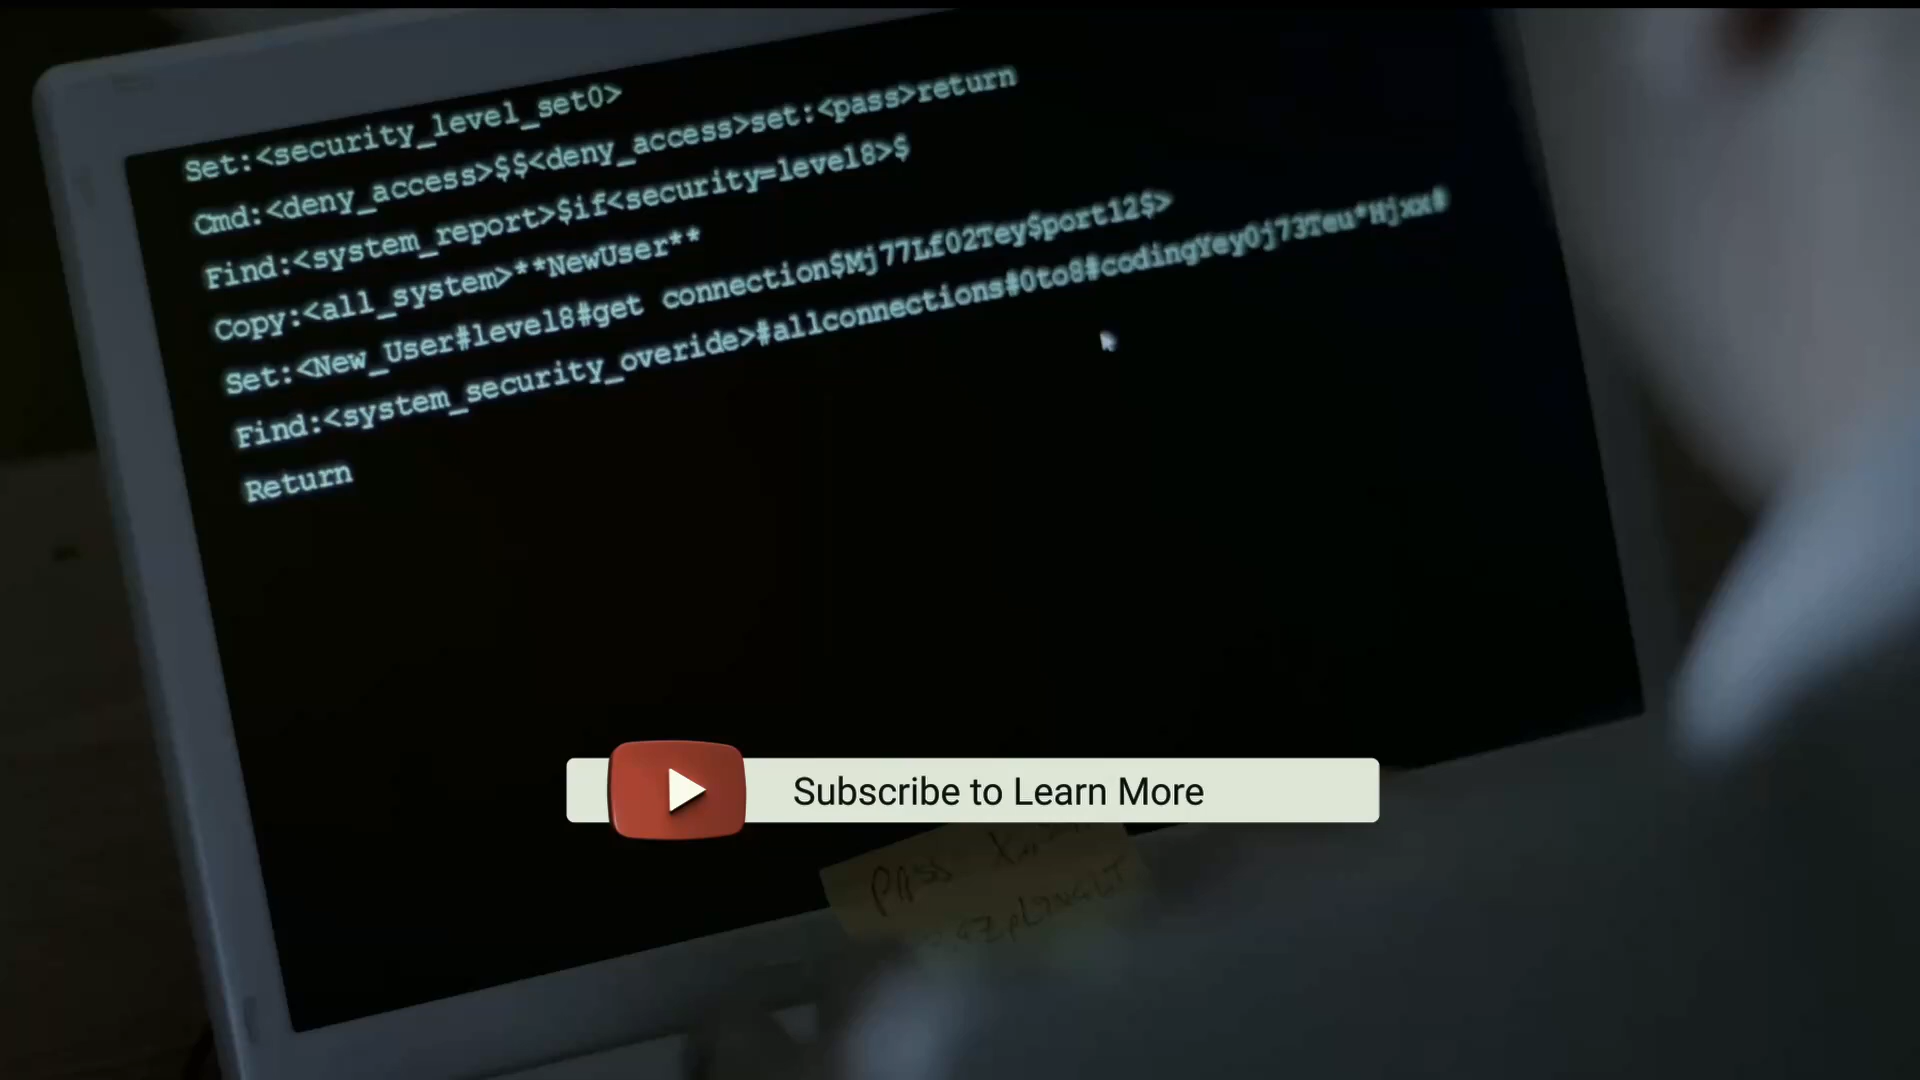 Set:<security_level_set0>
Cmd:<deny_access>$$<deny_access>set:<pass>return
Find:<system_report>$if<security=level8>$
Copy:<all_system>**NewUser**
Set:<New_User#level8#get connection$Mj77Lf02Tey$port12$>
Find:<system_security_overide>#allconnections#0to8#codingYey0j73Teu*Hjxx#
Return
Subscribe to Learn More
PASS